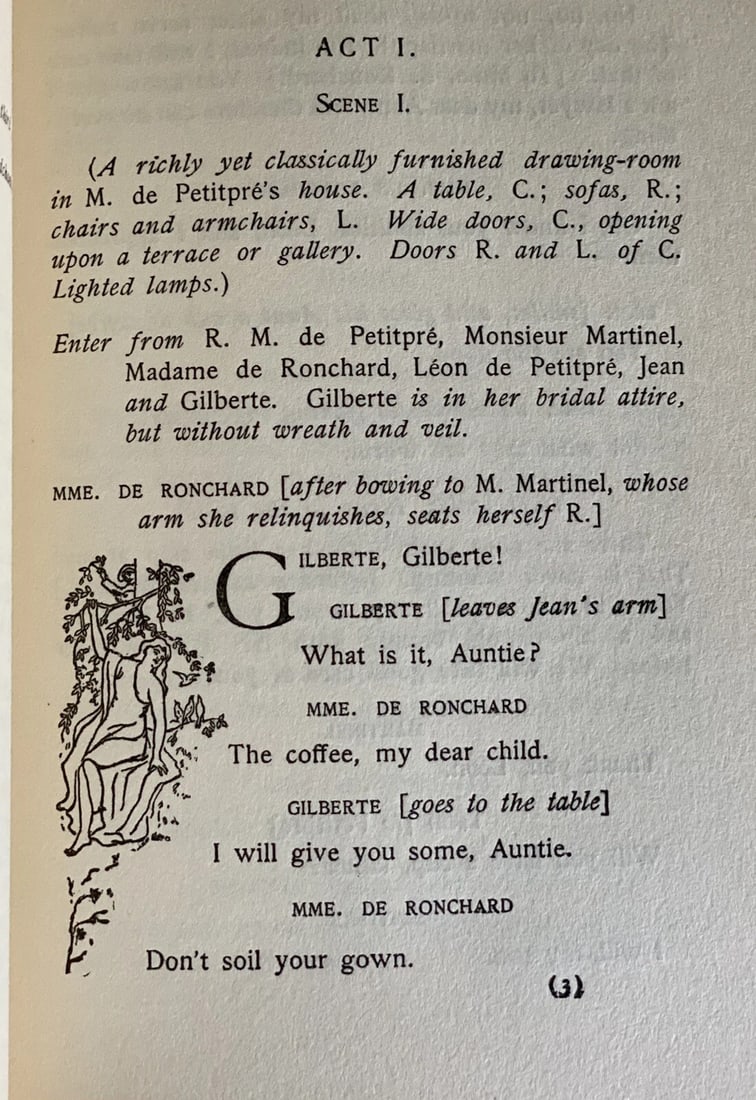 ACT I.
SCENE I.
(A richly yet classically furnished drawing-room
in M. de Petitpré's house. A table, C.; sofas, R.;
chairs and armchairs, L. Wide doors, C., opening
upon a terrace or gallery. Doors R. and L. of C.
Lighted lamps.)
Enter from R. M. de Petitpré, Monsieur Martinel,
Madame de Ronchard, Léon de Petitpré, Jean
and Gilberte. Gilberte is in her bridal attire,
but without wreath and veil.
MME. DE RONCHARD [after bowing to M. Martinel, whose
arm she relinquishes, seats herself R.]
GILBERTE, Gilberte!
GILBERTE [leaves Jean's arm]
What is it, Auntie?
MME. DE RONCHARD
The coffee, my dear child.
GILBERTE [goes to the table]
I will give you some, Auntie.
MME. DE RONCHARD
Don't soil your gown.
(3)